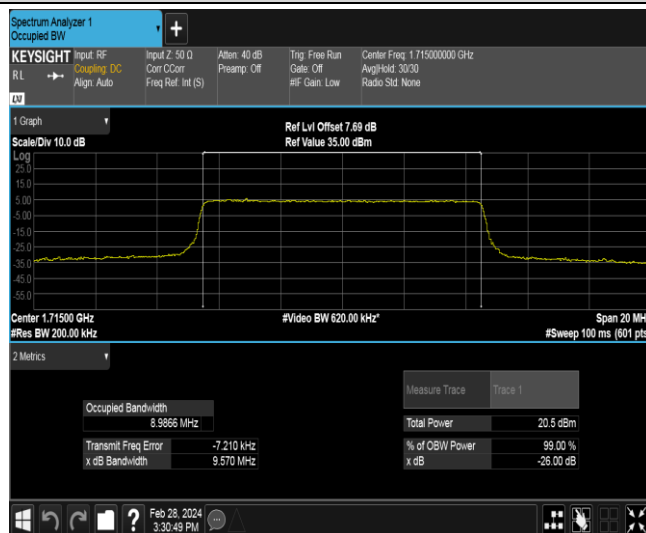 Spectrum Analyzer 1
Occupied BW
KEYSIGHT
RL
LXI
Input: RF
Coupling: DC
Align: Auto
Input Z: 50 Ω
Corr CCorr
Freq Ref: Int (S)
Atten: 40 dB
Preamp: Off
Trig: Free Run
Gate: Off
#IF Gain: Low
Center Freq: 1.715000000 GHz
Avg|Hold: 30/30
Radio Std: None
1 Graph
Scale/Div 10.0 dB
Ref Lvl Offset 7.69 dB
Ref Value 35.00 dBm
Log
25.0
15.0
5.00
-5.00
-15.0
-25.0
-35.0
-45.0
-55.0
Center 1.71500 GHz
#Res BW 200.00 kHz
#Video BW 620.00 kHz*
Span 20 MH
#Sweep 100 ms (601 pts
2 Metrics
Measure Trace Trace 1
Occupied Bandwidth
8.9866 MHz
Total Power 20.5 dBm
Transmit Freq Error -7.210 kHz
% of OBW Power 99.00 %
x dB Bandwidth 9.570 MHz
x dB -26.00 dB
?
Feb 28, 2024
3:30:49 PM